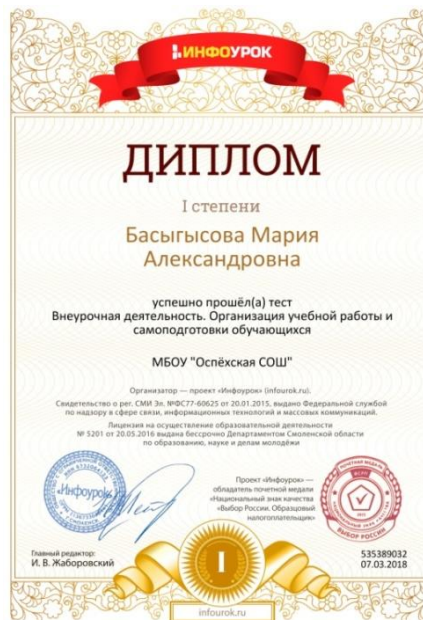 ИНФОУРОК
ДИПЛОМ
I степени
Басыгысова Мария
Александровна
успешно прошёл(а) тест
Внеурочная деятельность. Организация учебной работы и
самоподготовки обучающихся
МБОУ "Оспёхская СОШ"
Организатор — проект «Инфоурок» (infourok.ru).
Свидетельство о рег. СМИ Эл. №ФС77-60625 от 20.01.2015, выдано Федеральной службой
по надзору в сфере связи, информационных технологий и массовых коммуникаций.
Лицензия на осуществление образовательной деятельности
№ 5201 от 20.05.2016 выдана бессрочно Департаментом Смоленской области
по образованию, науке и делам молодёжи
Проект «Инфоурок» —
обладатель почетной медали
«Национальный знак качества
«Выбор России. Образцовый
налогоплательщик»
«Инфоурок»
ПОЧЕТНАЯ МЕДАЛЬ
ВЫБОР РОССИИ
Главный редактор:
И. В. Жаборовский
I
535389032
07.03.2018
infourok.ru